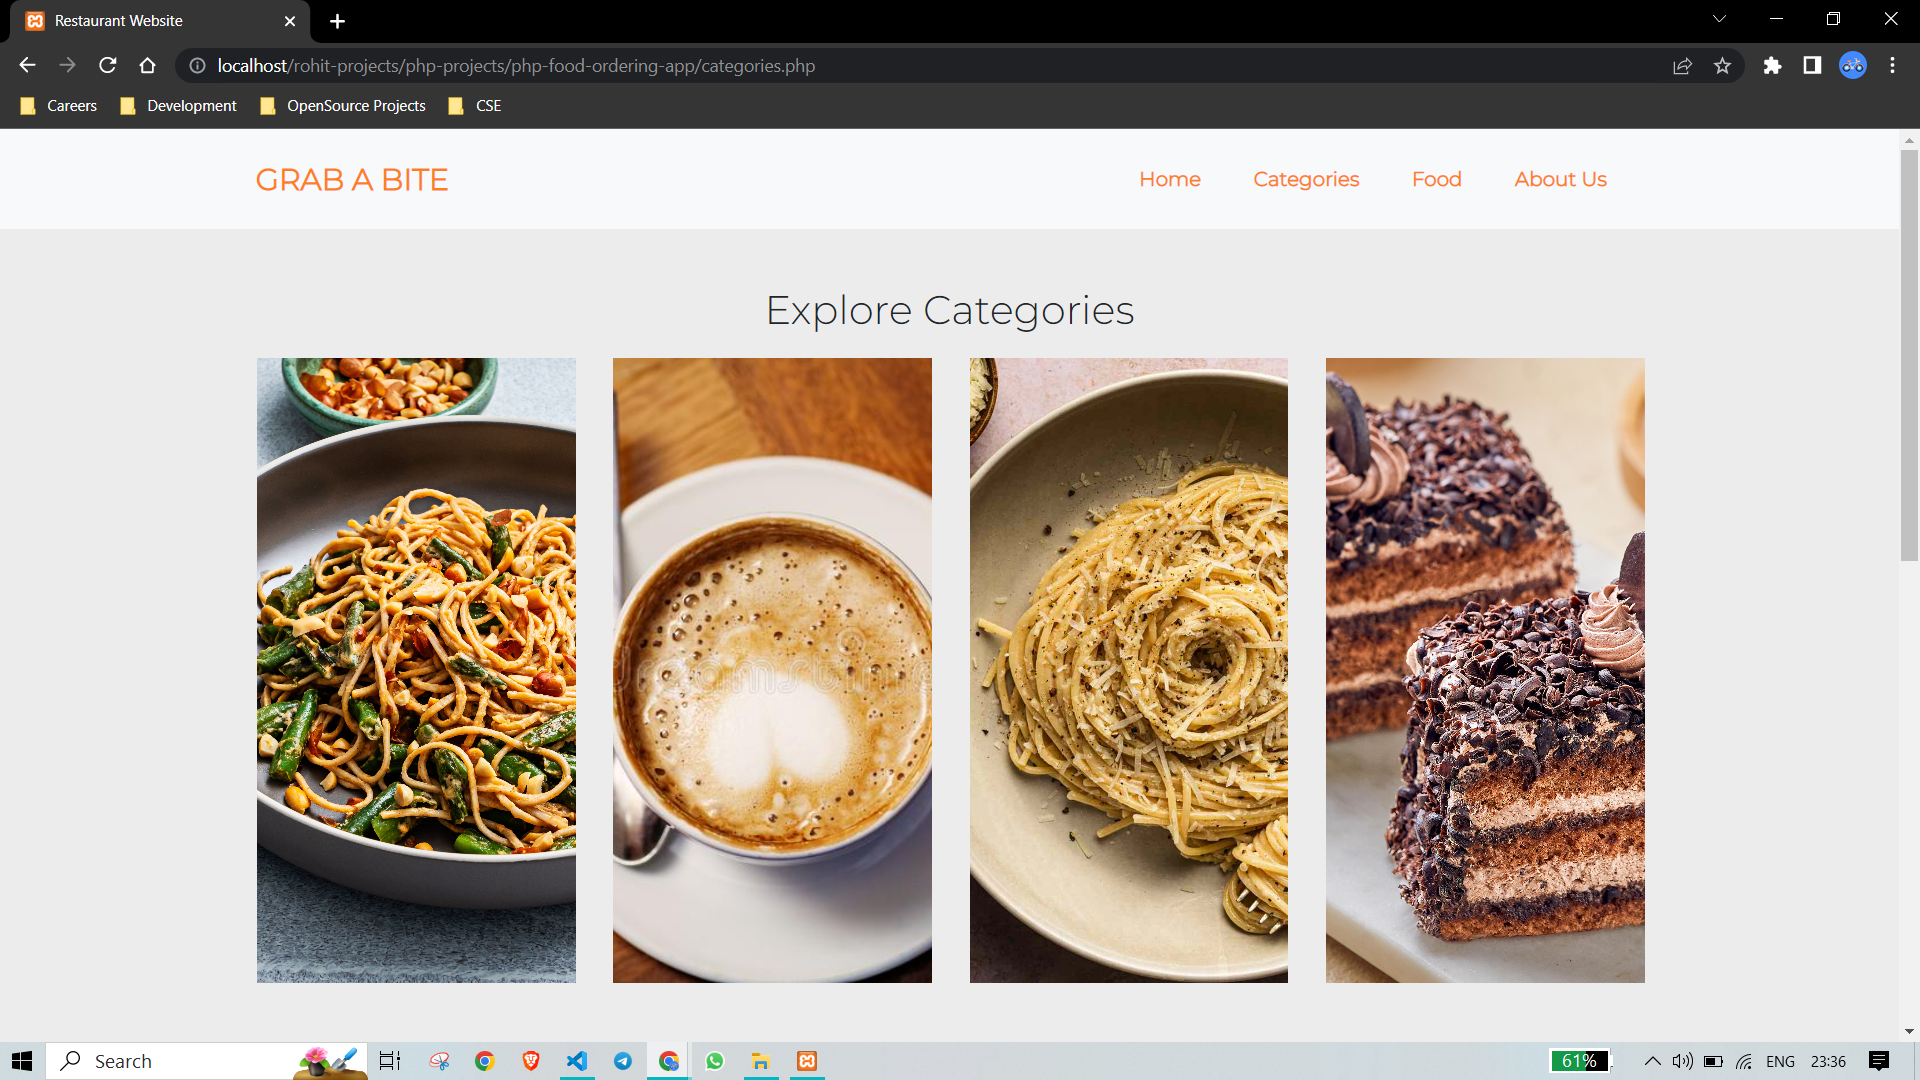 Restaurant Website
localhost/rohit-projects/php-projects/php-food-ordering-app/categories.php
Careers
Development
OpenSource Projects
CSE
GRAB A BITE
Home
Categories
Food
About Us
Explore Categories
dreamstime
Search
61%
ENG
23:36